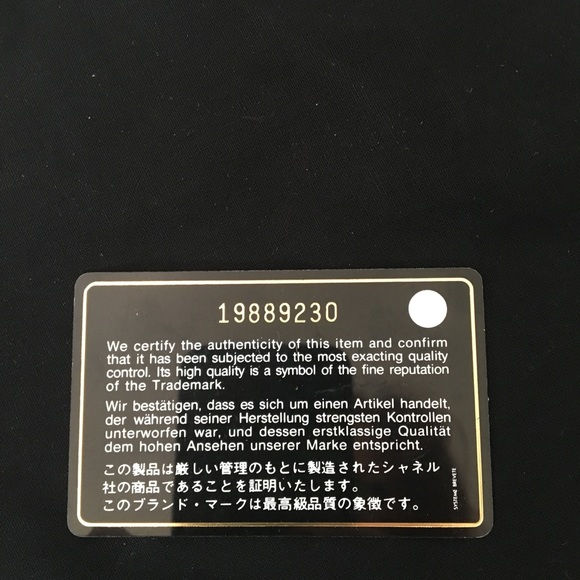 19889230
We certify the authenticity of this item and confirm
that it has been subjected to the most exacting quality
control. Its high quality is a symbol of the fine reputation
of the Trademark.
Wir bestätigen, dass es sich um einen Artikel handelt,
der während seiner Herstellung strengsten Kontrollen
unterworfen war, und dessen erstklassige Qualität
dem hohen Ansehen unserer Marke entspricht.
この製品は厳しい管理のもとに製造されたシャネル
社の商品であることを証明いたします。
このブランド・マークは最高級品質の象徴です。
SYSTEME BREVETE